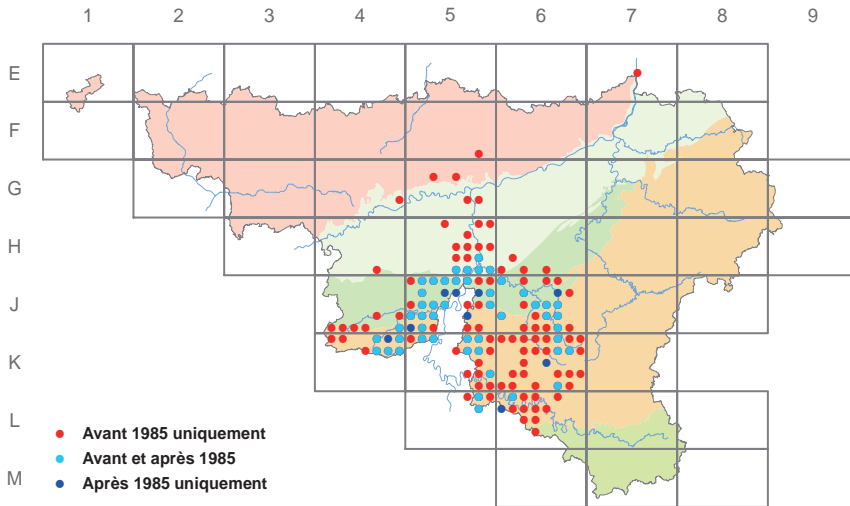 1 2 3 4 5 6 7 8 9
E
F
G
H
J
K
L
M
Avant 1985 uniquement
Avant et après 1985
Après 1985 uniquement